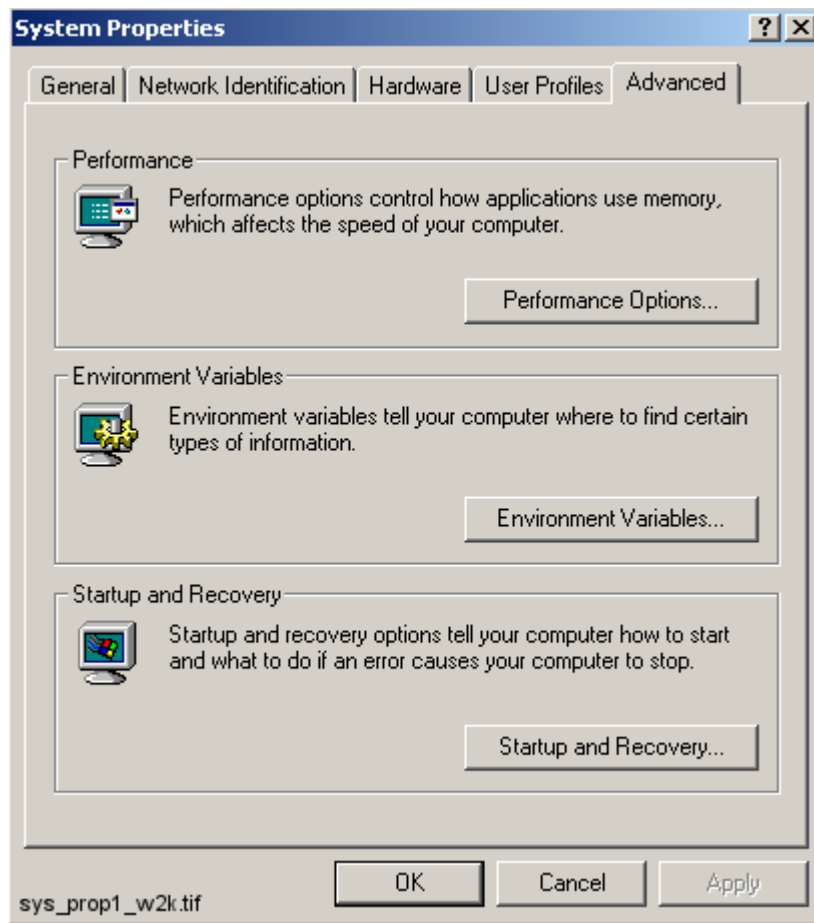 System Properties
General
Network Identification
Hardware
User Profiles
Advanced
Performance
Performance options control how applications use memory,
which affects the speed of your computer.
Performance Options...
Environment Variables
Environment variables tell your computer where to find certain
types of information.
Environment Variables...
Startup and Recovery
Startup and recovery options tell your computer how to start
and what to do if an error causes your computer to stop.
Startup and Recovery...
OK
Cancel
Apply
sys_prop1_w2k.tif